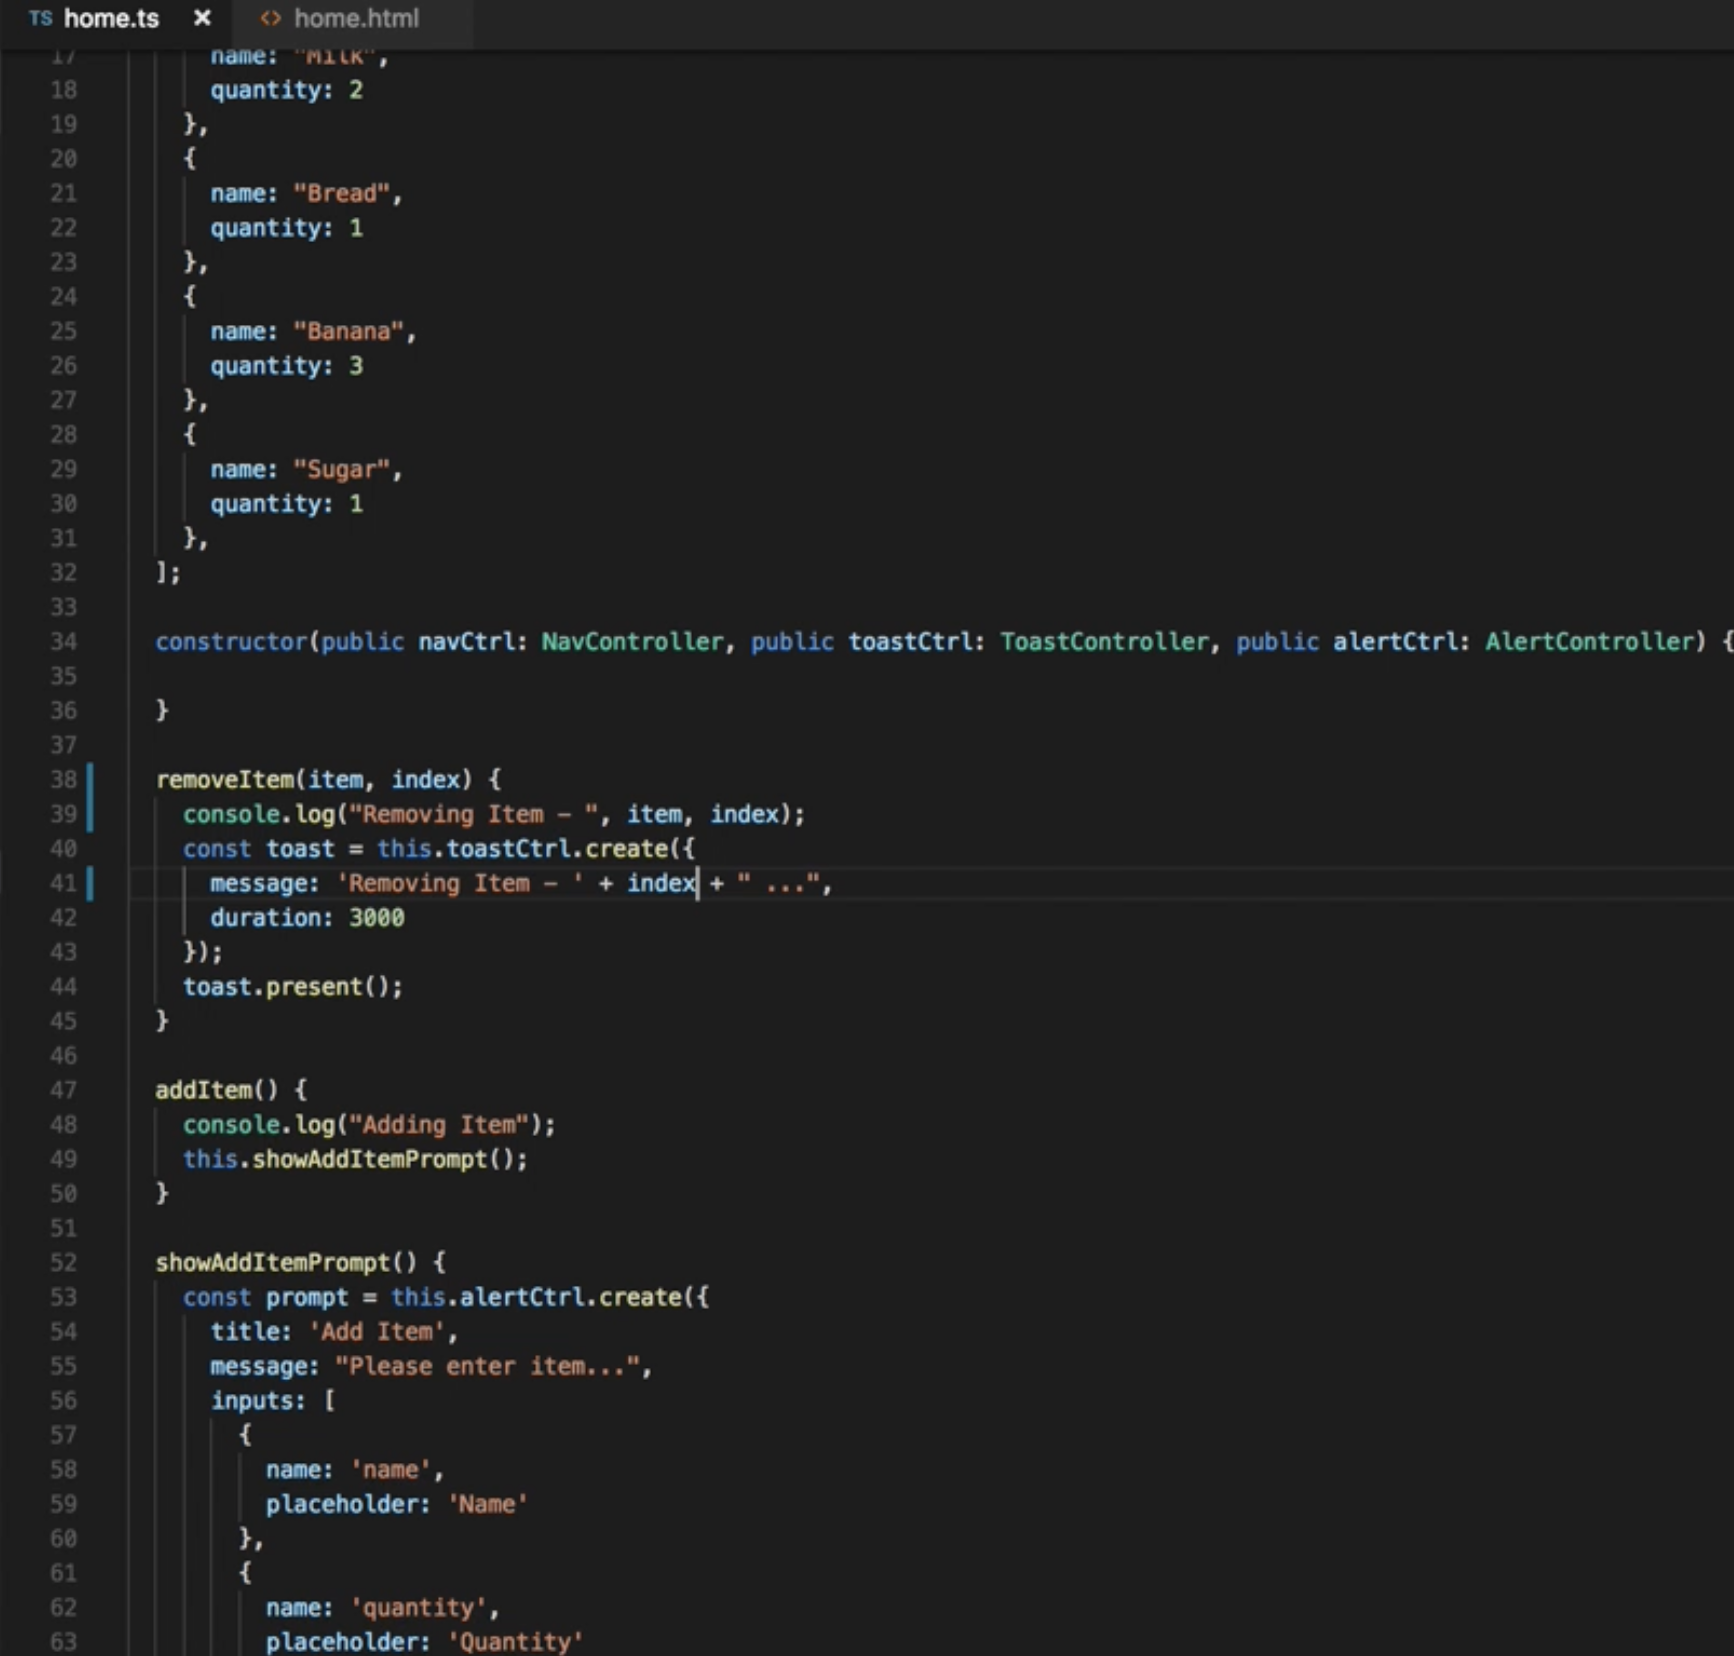 TS home.ts × <> home.html
17 name: "Milk",
18 quantity: 2
19 },
20 {
21 name: "Bread",
22 quantity: 1
23 },
24 {
25 name: "Banana",
26 quantity: 3
27 },
28 {
29 name: "Sugar",
30 quantity: 1
31 },
32 ];
33
34 constructor(public navCtrl: NavController, public toastCtrl: ToastController, public alertCtrl: AlertController) {
35
36 }
37
38 removeItem(item, index) {
39 console.log("Removing Item - ", item, index);
40 const toast = this.toastCtrl.create({
41 message: 'Removing Item - ' + index + " ...",
42 duration: 3000
43 });
44 toast.present();
45 }
46
47 addItem() {
48 console.log("Adding Item");
49 this.showAddItemPrompt();
50 }
51
52 showAddItemPrompt() {
53 const prompt = this.alertCtrl.create({
54 title: 'Add Item',
55 message: "Please enter item...",
56 inputs: [
57 {
58 name: 'name',
59 placeholder: 'Name'
60 },
61 {
62 name: 'quantity',
63 placeholder: 'Quantity'